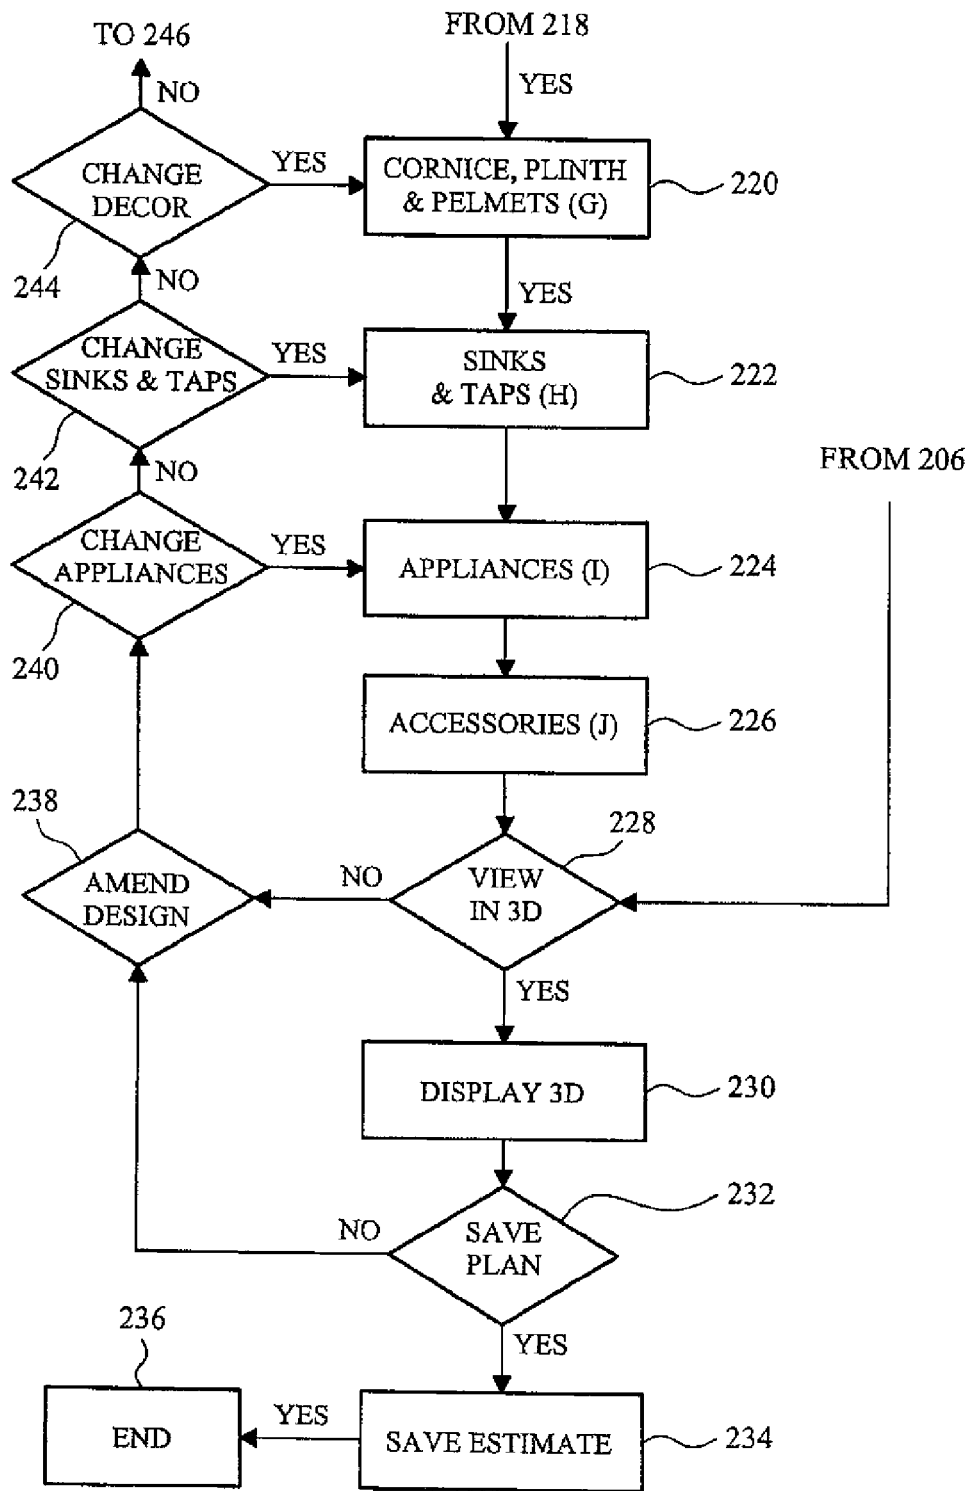 TO 246
FROM 218
NO
YES
CHANGE
DECOR
YES
CORNICE, PLINTH
& PELMETS (G)
220
244
NO
YES
CHANGE
SINKS & TAPS
YES
SINKS
& TAPS (H)
222
242
NO
FROM 206
CHANGE
APPLIANCES
YES
APPLIANCES (I)
224
240
ACCESSORIES (J)
226
238
228
AMEND
DESIGN
NO
VIEW
IN 3D
YES
DISPLAY 3D
230
232
NO
SAVE
PLAN
236
YES
END
YES
SAVE ESTIMATE
234